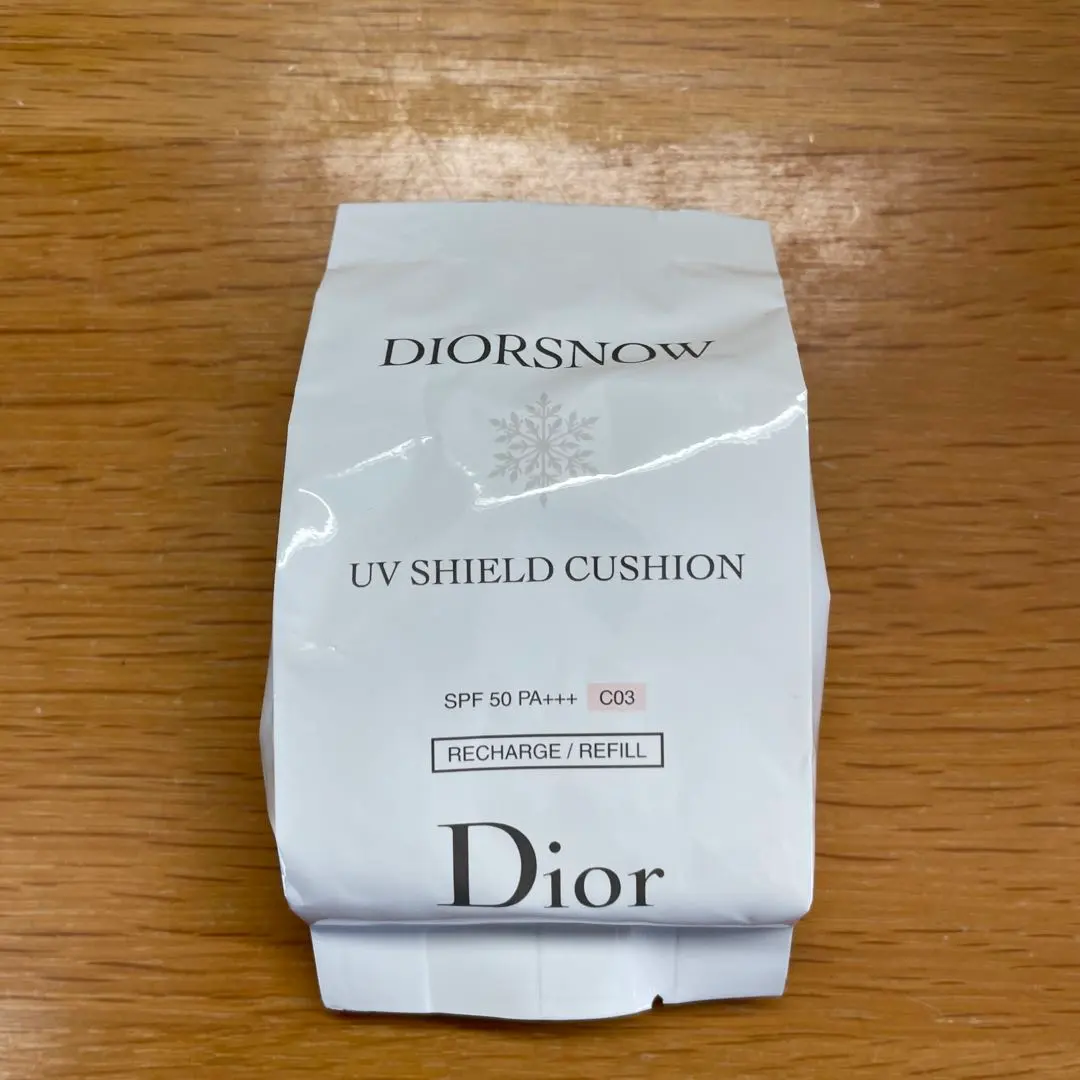 DIORSNOW
UV SHIELD CUSHION
SPF 50 PA+++ C03
RECHARGE / REFILL
Dior